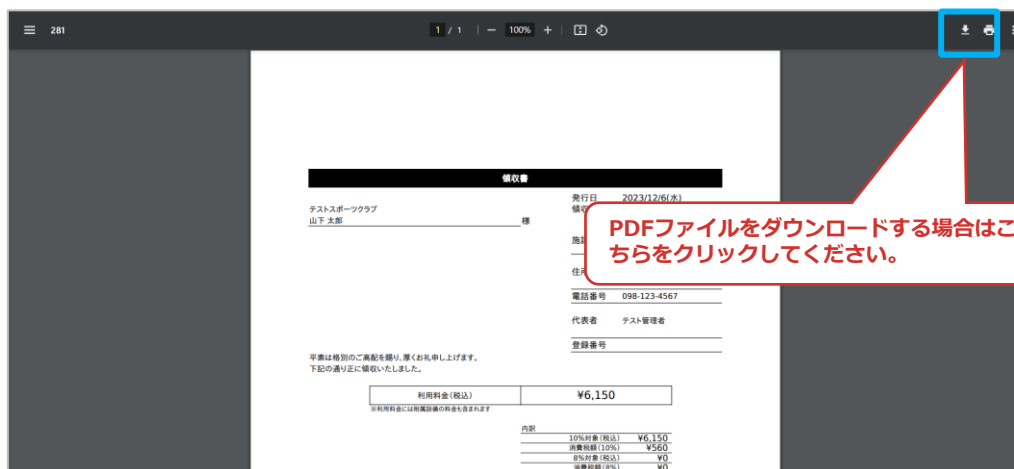 281
1 / 1
100%
領収書
発行日 2023/12/6(水)
テストスポーツクラブ
山下 太郎 様
PDFファイルをダウンロードする場合はこ
ちらをクリックしてください。
電話番号 098-123-4567
代表者 テスト管理者
登録番号
平素は格別のご高配を賜り、厚くお礼申し上げます。
下記の通り正に領収いたしました。
利用料金(税込) ¥6,150
※利用料金には附属設備の料金も含まれます
内訳
10%対象(税込) ¥6,150
消費税額(10%) ¥560
8%対象(税込) ¥0
消費税額(8%) ¥0